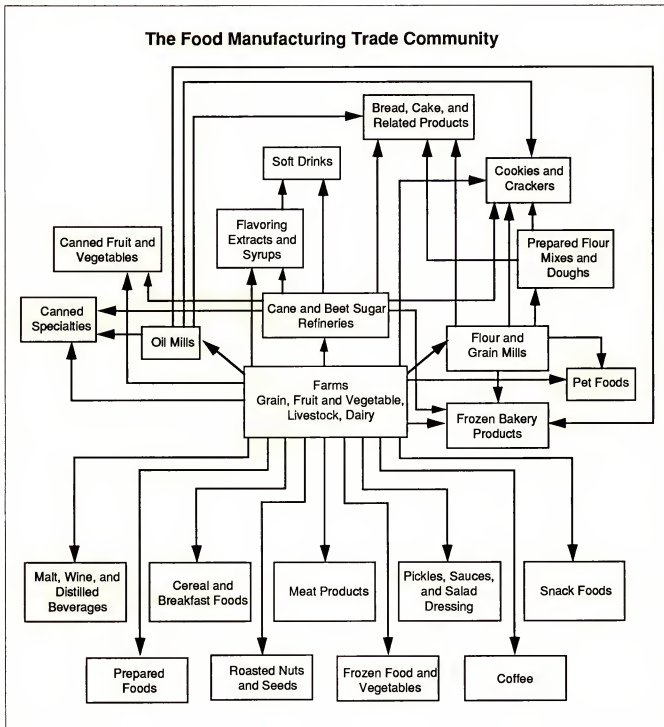 The Food Manufacturing Trade Community
Bread, Cake, and
Related Products
Soft Drinks
Cookies and
Crackers
Flavoring
Extracts and
Syrups
Canned Fruit and
Vegetables
Prepared Flour
Mixes and
Doughs
Canned
Specialties
Oil Mills
Cane and Beet Sugar
Refineries
Flour and
Grain Mills
Pet Foods
Farms
Grain, Fruit and Vegetable,
Livestock, Dairy
Frozen Bakery
Products
Malt, Wine, and
Distilled
Beverages
Cereal and
Breakfast Foods
Meat Products
Pickles, Sauces,
and Salad
Dressing
Snack Foods
Prepared
Foods
Roasted Nuts
and Seeds
Frozen Food and
Vegetables
Coffee